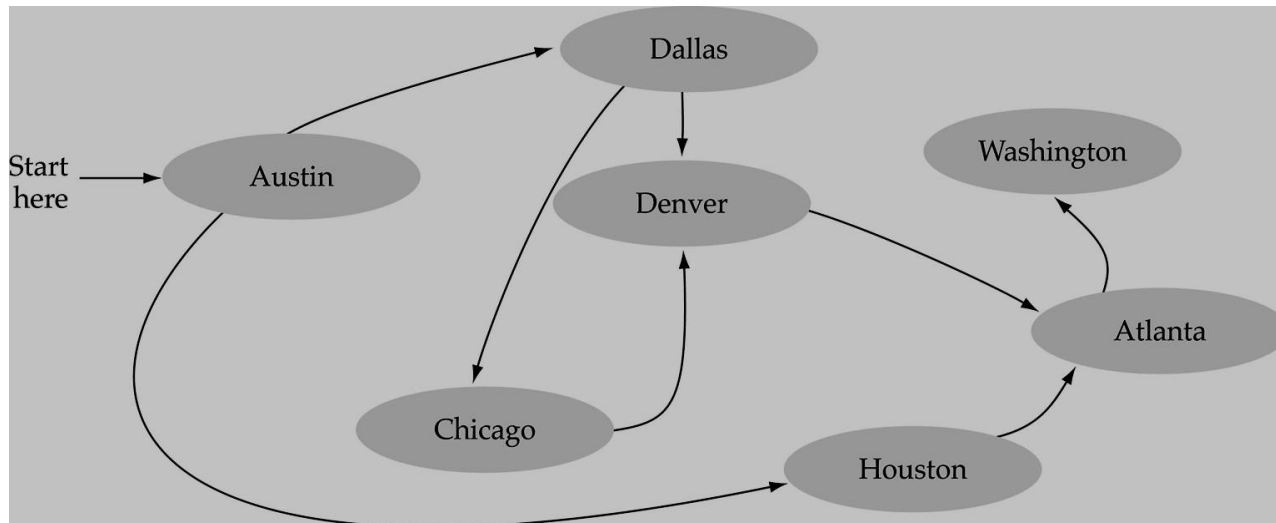 Dallas
Washington
Start
here
Austin
Denver
Atlanta
Chicago
Houston